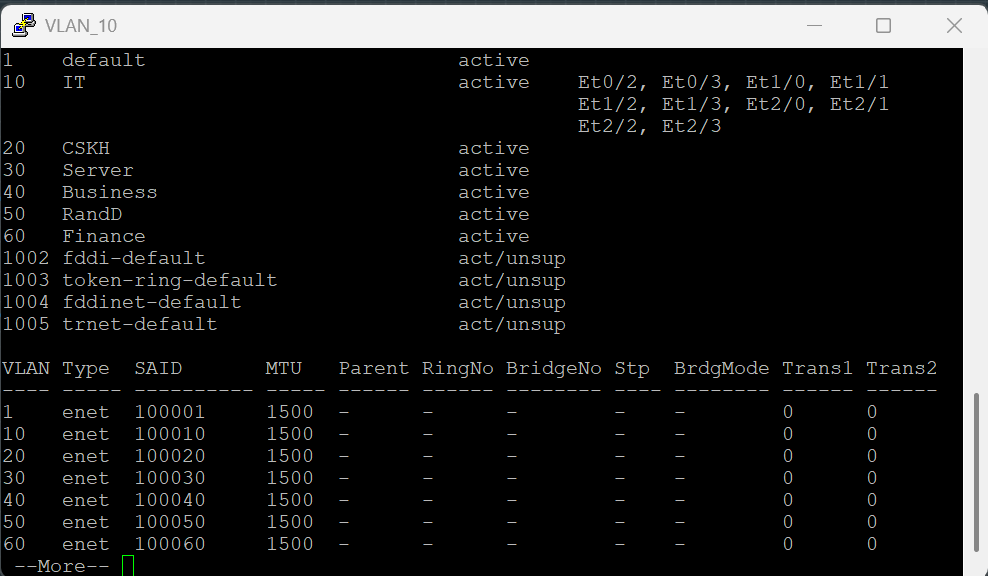 VLAN_10
1    default                          active
10   IT                               active    Et0/2, Et0/3, Et1/0, Et1/1
                                                Et1/2, Et1/3, Et2/0, Et2/1
                                                Et2/2, Et2/3
20   CSKH                             active
30   Server                           active
40   Business                         active
50   RandD                            active
60   Finance                          active
1002 fddi-default                     act/unsup
1003 token-ring-default               act/unsup
1004 fddinet-default                  act/unsup
1005 trnet-default                    act/unsup
VLAN Type  SAID       MTU   Parent RingNo BridgeNo Stp  BrdgMode Trans1 Trans2
---- ----- ---------- ----- ------ ------ -------- ---- -------- ------ ------
1    enet  100001     1500  -      -      -        -    -        0      0
10   enet  100010     1500  -      -      -        -    -        0      0
20   enet  100020     1500  -      -      -        -    -        0      0
30   enet  100030     1500  -      -      -        -    -        0      0
40   enet  100040     1500  -      -      -        -    -        0      0
50   enet  100050     1500  -      -      -        -    -        0      0
60   enet  100060     1500  -      -      -        -    -        0      0
 --More--